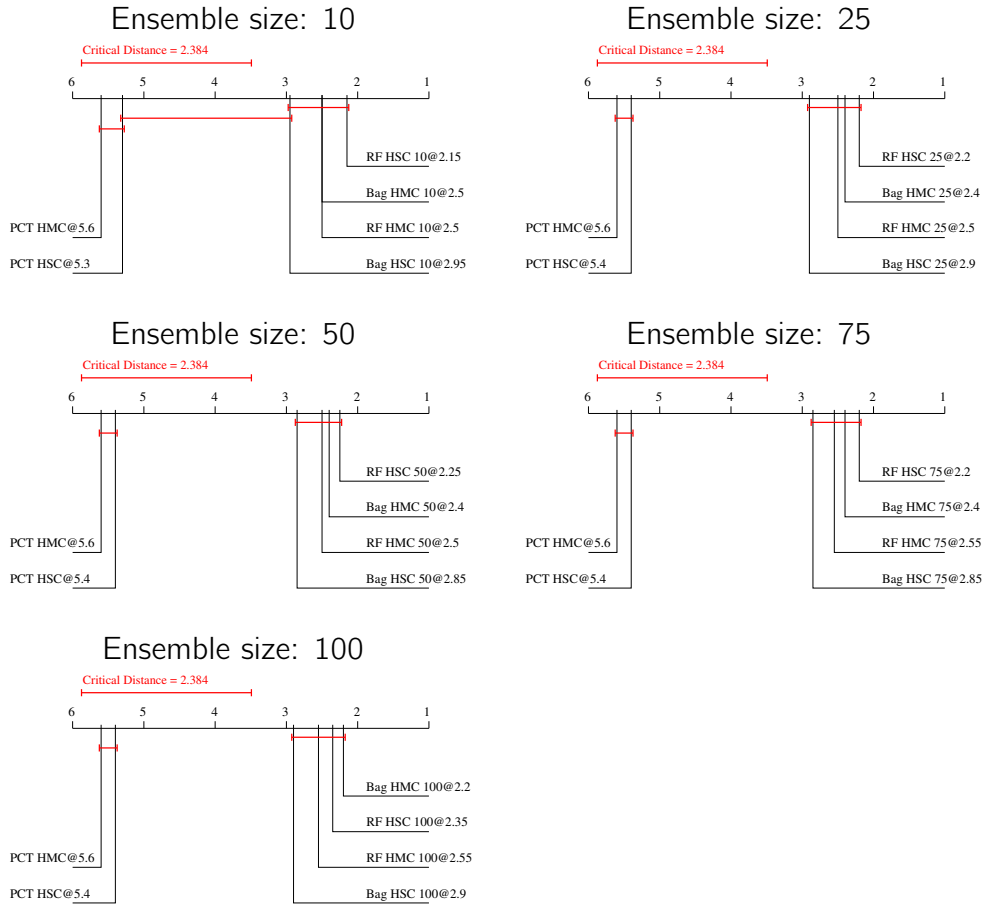 Ensemble size: 10
Critical Distance = 2.384
6 5 4 3 2 1
RF HSC 10@2.15
Bag HMC 10@2.5
PCT HMC@5.6
RF HMC 10@2.5
PCT HSC@5.3
Bag HSC 10@2.95
Ensemble size: 25
Critical Distance = 2.384
6 5 4 3 2 1
RF HSC 25@2.2
Bag HMC 25@2.4
PCT HMC@5.6
RF HMC 25@2.5
PCT HSC@5.4
Bag HSC 25@2.9
Ensemble size: 50
Critical Distance = 2.384
6 5 4 3 2 1
RF HSC 50@2.25
Bag HMC 50@2.4
PCT HMC@5.6
RF HMC 50@2.5
PCT HSC@5.4
Bag HSC 50@2.85
Ensemble size: 75
Critical Distance = 2.384
6 5 4 3 2 1
RF HSC 75@2.2
Bag HMC 75@2.4
PCT HMC@5.6
RF HMC 75@2.55
PCT HSC@5.4
Bag HSC 75@2.85
Ensemble size: 100
Critical Distance = 2.384
6 5 4 3 2 1
Bag HMC 100@2.2
RF HSC 100@2.35
PCT HMC@5.6
RF HMC 100@2.55
PCT HSC@5.4
Bag HSC 100@2.9